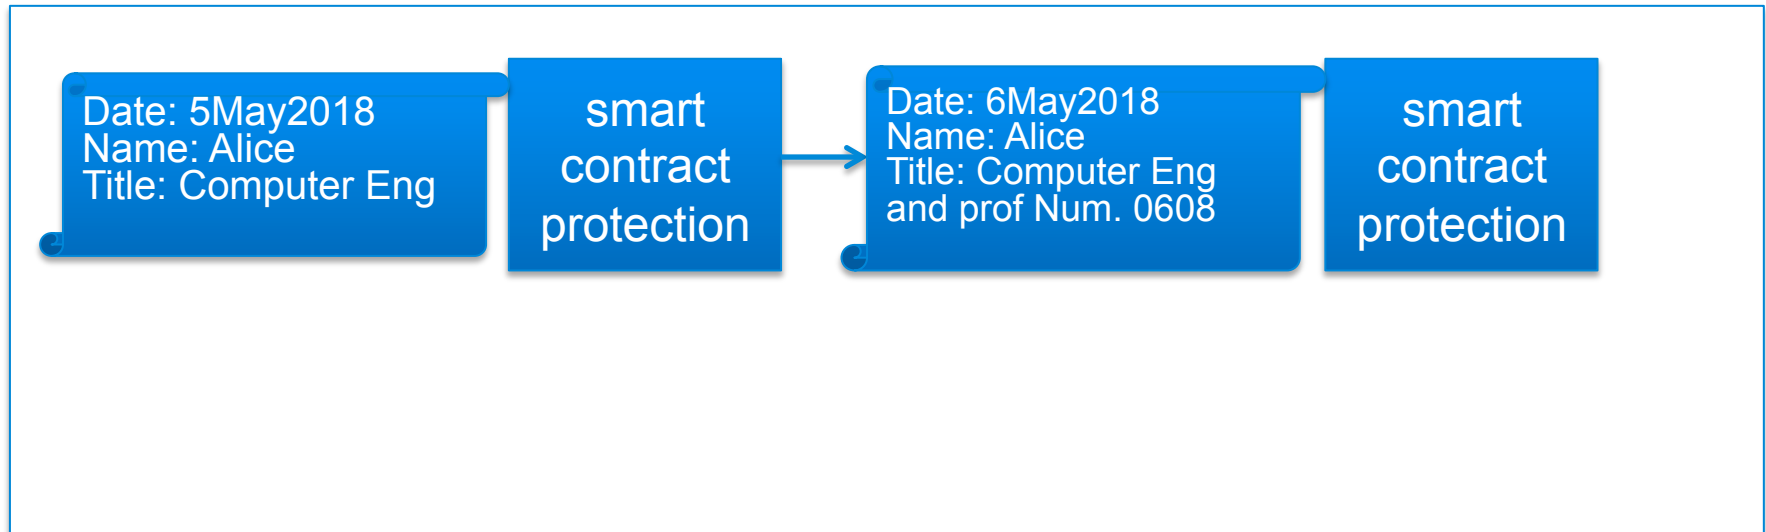 Date: 5May2018
Name: Alice
Title: Computer Eng
smart
contract
protection
Date: 6May2018
Name: Alice
Title: Computer Eng
and prof Num. 0608
smart
contract
protection